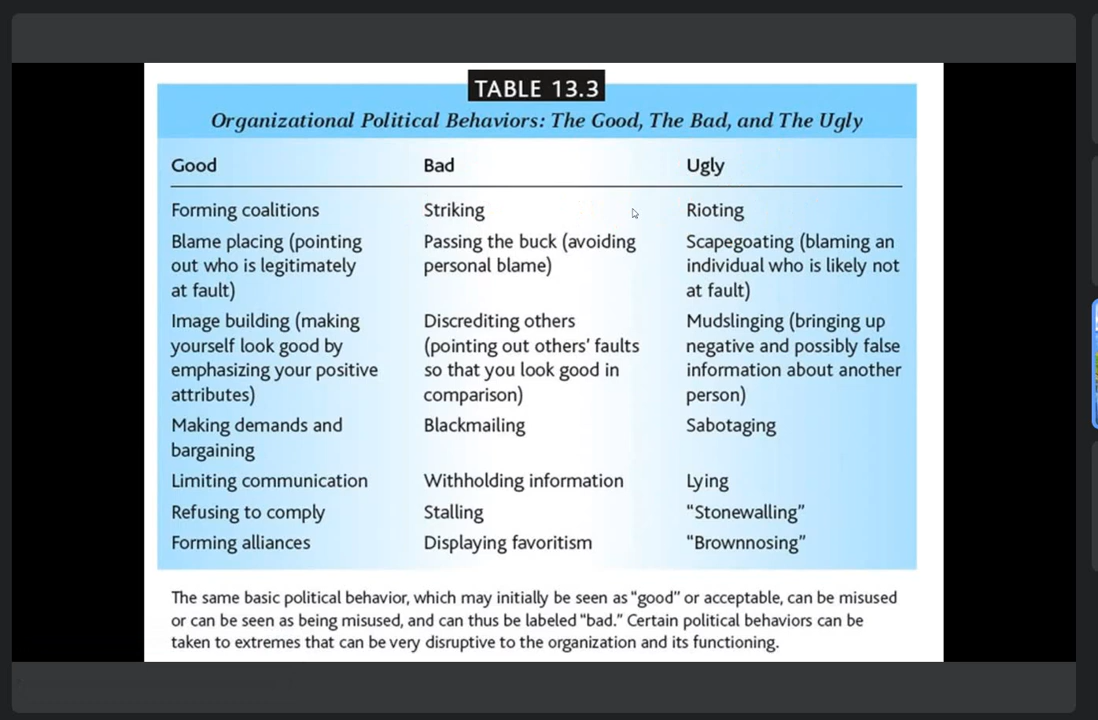 TABLE 13.3
Organizational Political Behaviors: The Good, The Bad, and The Ugly
Good Bad Ugly
Forming coalitions Striking Rioting
Blame placing (pointing Passing the buck (avoiding Scapegoating (blaming an
out who is legitimately personal blame) individual who is likely not
at fault) at fault)
Image building (making Discrediting others Mudslinging (bringing up
yourself look good by (pointing out others’ faults negative and possibly false
emphasizing your positive so that you look good in information about another
attributes) comparison) person)
Making demands and Blackmailing Sabotaging
bargaining
Limiting communication Withholding information Lying
Refusing to comply Stalling “Stonewalling”
Forming alliances Displaying favoritism “Brownnosing”
The same basic political behavior, which may initially be seen as “good” or acceptable, can be misused
or can be seen as being misused, and can thus be labeled “bad.” Certain political behaviors can be
taken to extremes that can be very disruptive to the organization and its functioning.